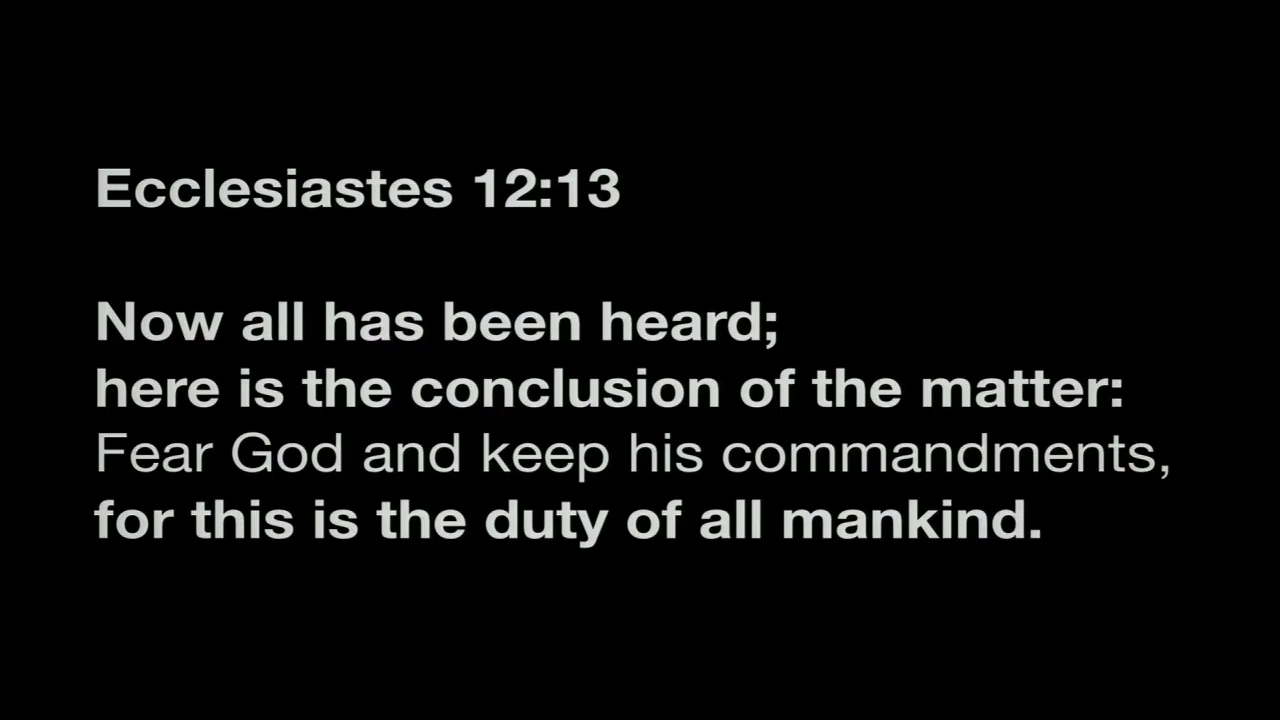 Ecclesiastes 12:13
Now all has been heard;
here is the conclusion of the matter:
Fear God and keep his commandments,
for this is the duty of all mankind.